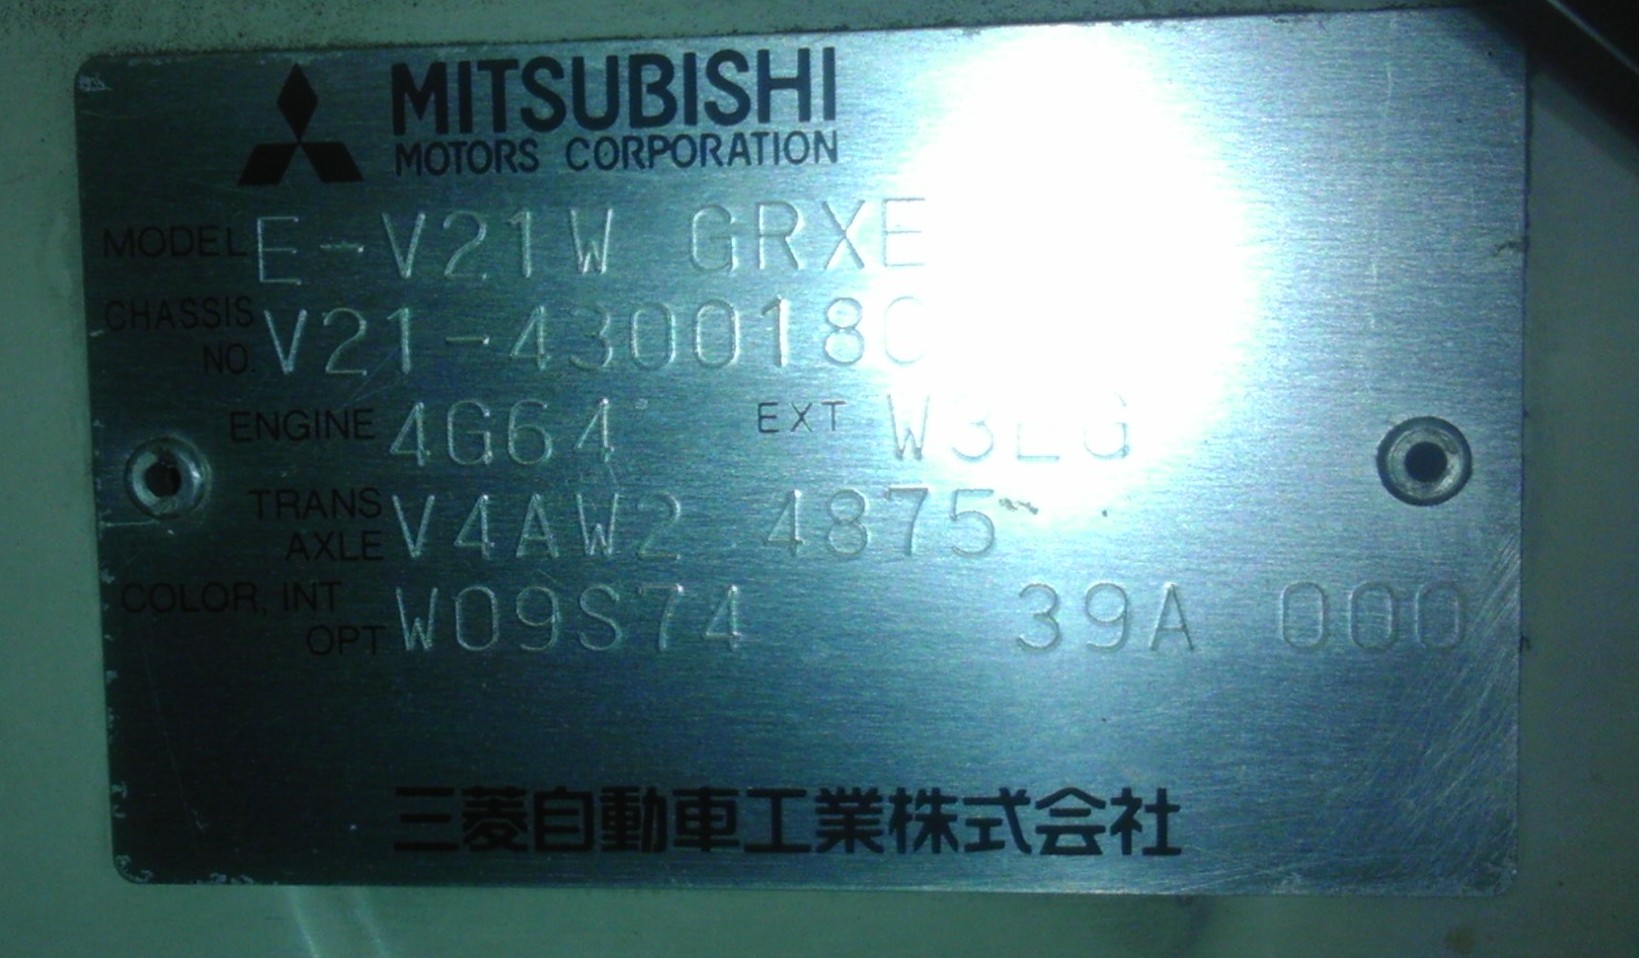 MITSUBISHI
MOTORS CORPORATION
MODEL E-V21W GRXE
CHASSIS
NO. V21-4300180
ENGINE 4G64 EXT W3LG
TRANS
AXLE V4AW2 4875
COLOR, INT
OPT W09S74 39A 000
三菱自動車工業株式会社